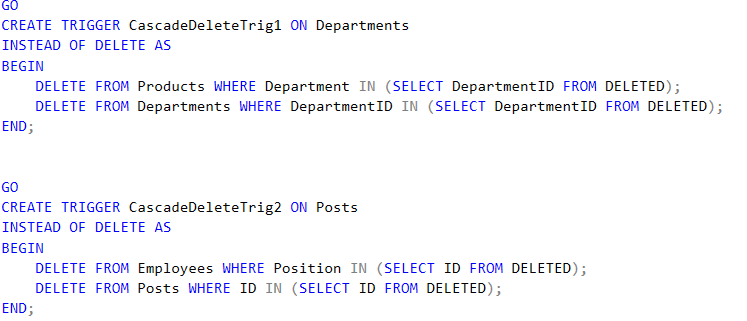 GO
CREATE TRIGGER CascadeDeleteTrig1 ON Departments
INSTEAD OF DELETE AS
BEGIN
    DELETE FROM Products WHERE Department IN (SELECT DepartmentID FROM DELETED);
    DELETE FROM Departments WHERE DepartmentID IN (SELECT DepartmentID FROM DELETED);
END;
GO
CREATE TRIGGER CascadeDeleteTrig2 ON Posts
INSTEAD OF DELETE AS
BEGIN
    DELETE FROM Employees WHERE Position IN (SELECT ID FROM DELETED);
    DELETE FROM Posts WHERE ID IN (SELECT ID FROM DELETED);
END;